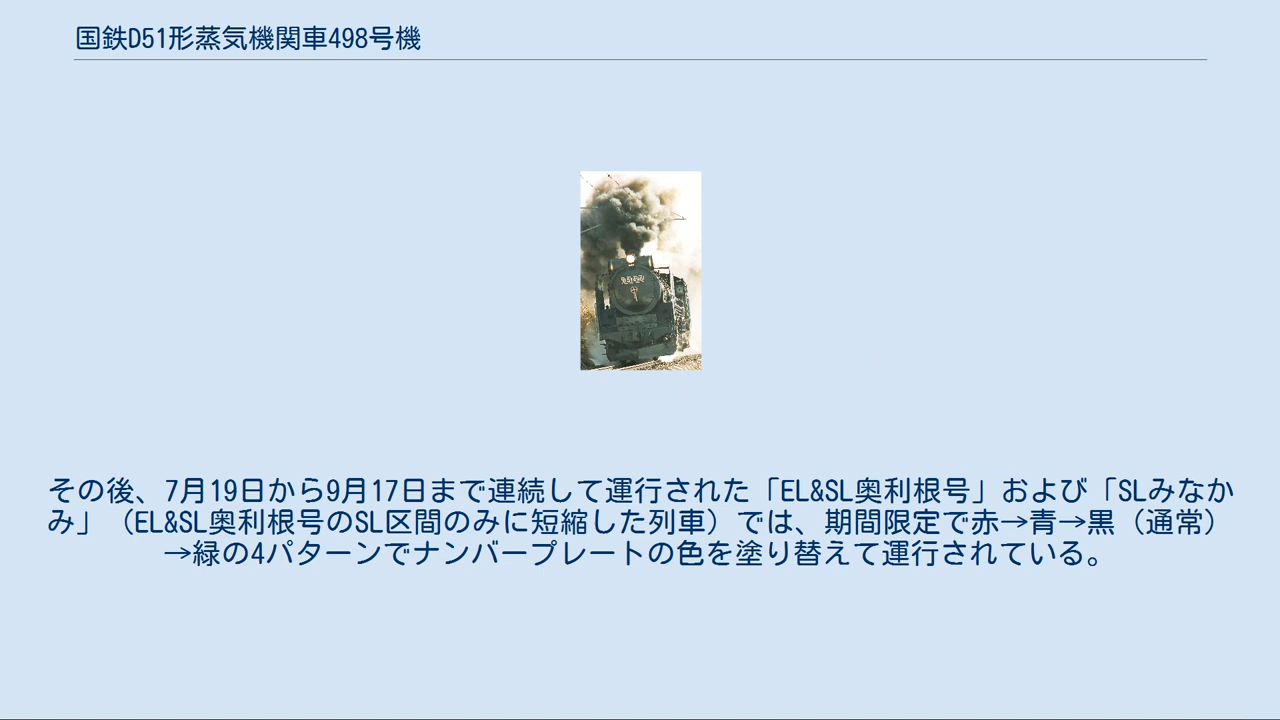 国鉄D51形蒸気機関車498号機
その後、7月19日から9月17日まで連続して運行された「EL&SL奥利根号」および「SLみなか
み」（EL&SL奥利根号のSL区間のみに短縮した列車）では、期間限定で赤→青→黒（通常）
→緑の4パターンでナンバープレートの色を塗り替えて運行されている。